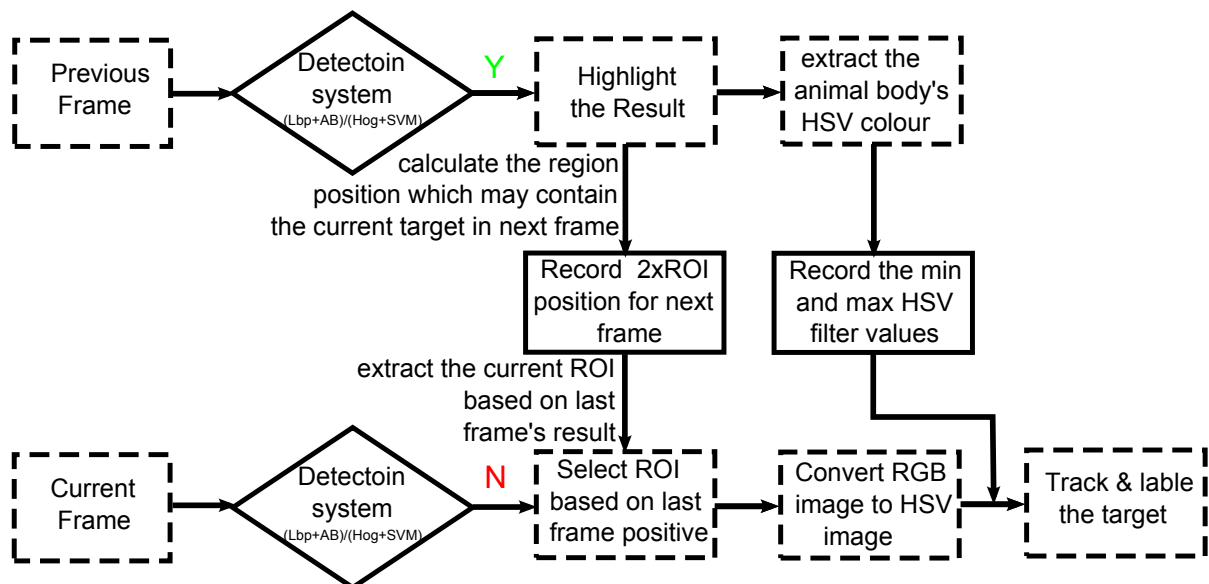 Previous
Frame
Detectoin
system
(Lbp+AB)/(Hog+SVM)
Y
Highlight
the Result
extract the
animal body's
HSV colour
calculate the region
position which may contain
the current target in next frame
Record 2xROI
position for next
frame
Record the min
and max HSV
filter values
extract the current ROI
based on last
frame's result
Current
Frame
Detectoin
system
(Lbp+AB)/(Hog+SVM)
N
Select ROI
based on last
frame positive
Convert RGB
image to HSV
image
Track & lable
the target